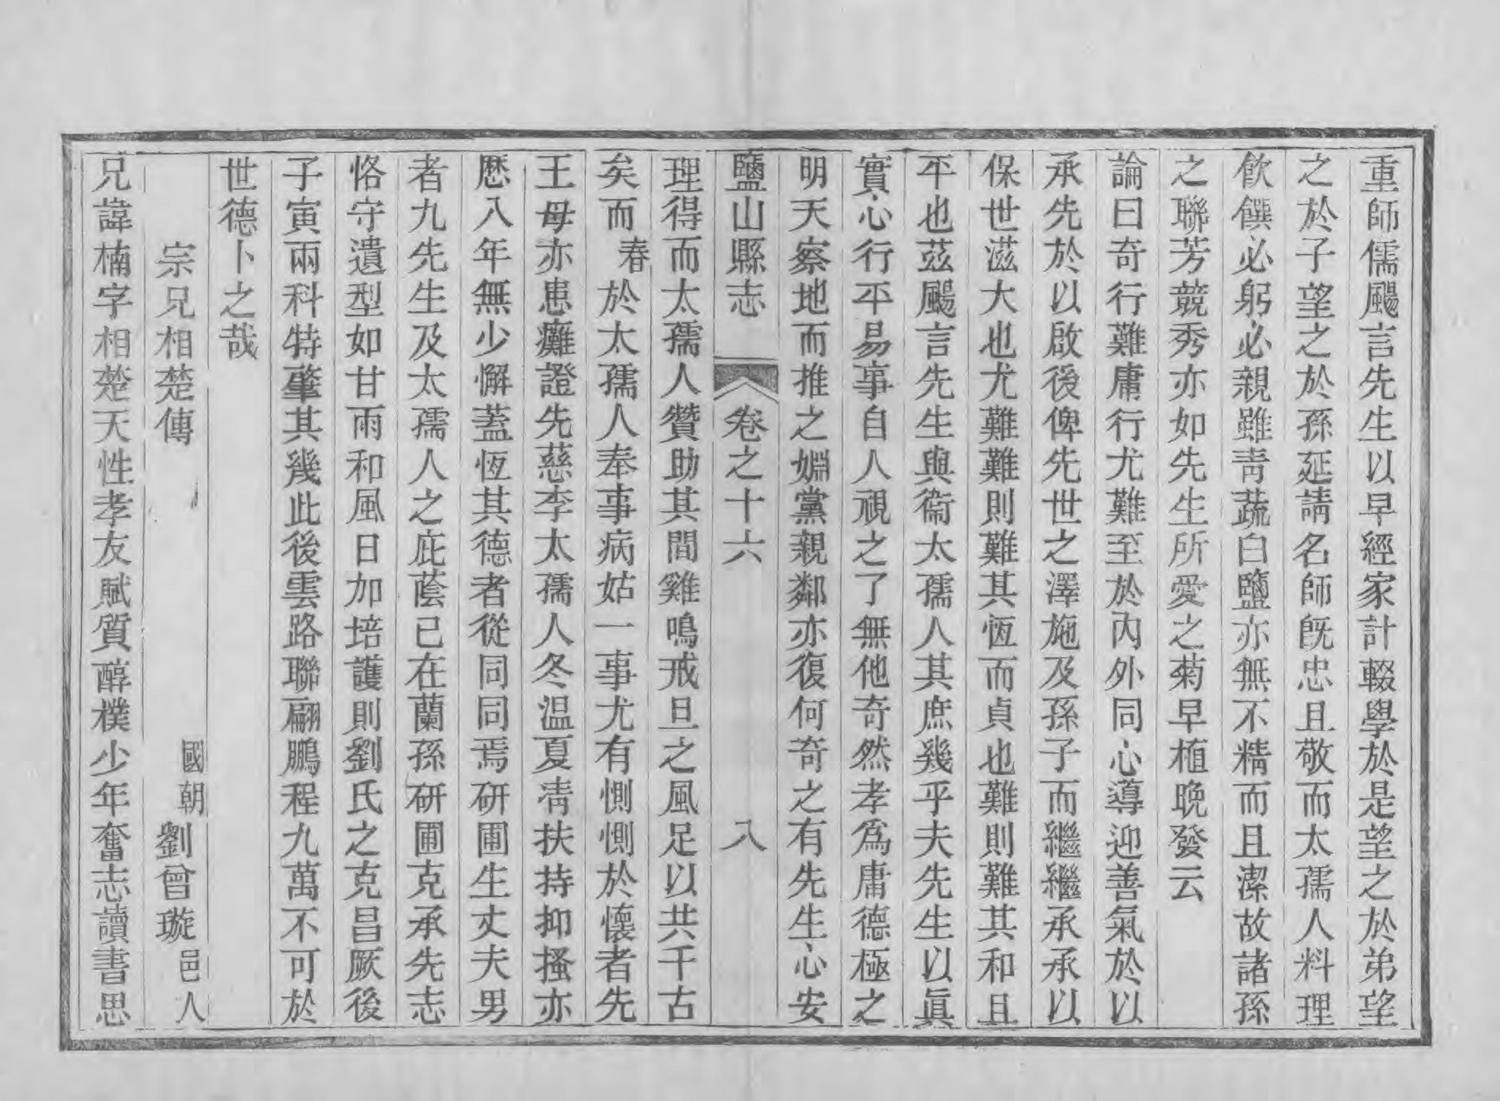 重師儒颺言先生以早經家計輟學於是望之於弟望
之於子望之於孫延請名師旣忠且敬而太孺人料理
飮饌必躬必親雖靑蔬白鹽亦無不精而且潔故諸孫
之聯芳競秀亦如先生所愛之菊早植晚發云
論曰奇行難庸行尤難至於內外同心導迎善氣於以
承先於以啟後俾先世之澤施及孫子而繼繼承承以
保世滋大也尤難難則難其恆而貞也難則難其和且
平也茲颺言先生與衞太孺人其庶幾乎夫先生以眞
實心行平易事自人視之了無他奇然孝爲庸德極之
明天察地而推之婣黨親鄰亦復何奇之有先生心安
鹽山縣志 卷之十六 八
理得而太孺人贊助其間雞鳴戒旦之風足以共千古
矣而春於太孺人奉事病姑一事尤有惻惻於懷者先
王母亦患癱證先慈李太孺人冬温夏凊扶持抑搔亦
歷八年無少懈蓋恆其德者從同同焉研圃生丈夫男
者九先生及太孺人之庇蔭已在蘭孫研圃克承先志
恪守遺型如甘雨和風日加培護則劉氏之克昌厥後
子寅兩科特肇其幾此後雲路聯翩鵬程九萬不可於
世德卜之哉
宗兄相楚傳 國朝劉曾璇邑人
兄諱楠字相楚天性孝友賦質醇樸少年奮志讀書思